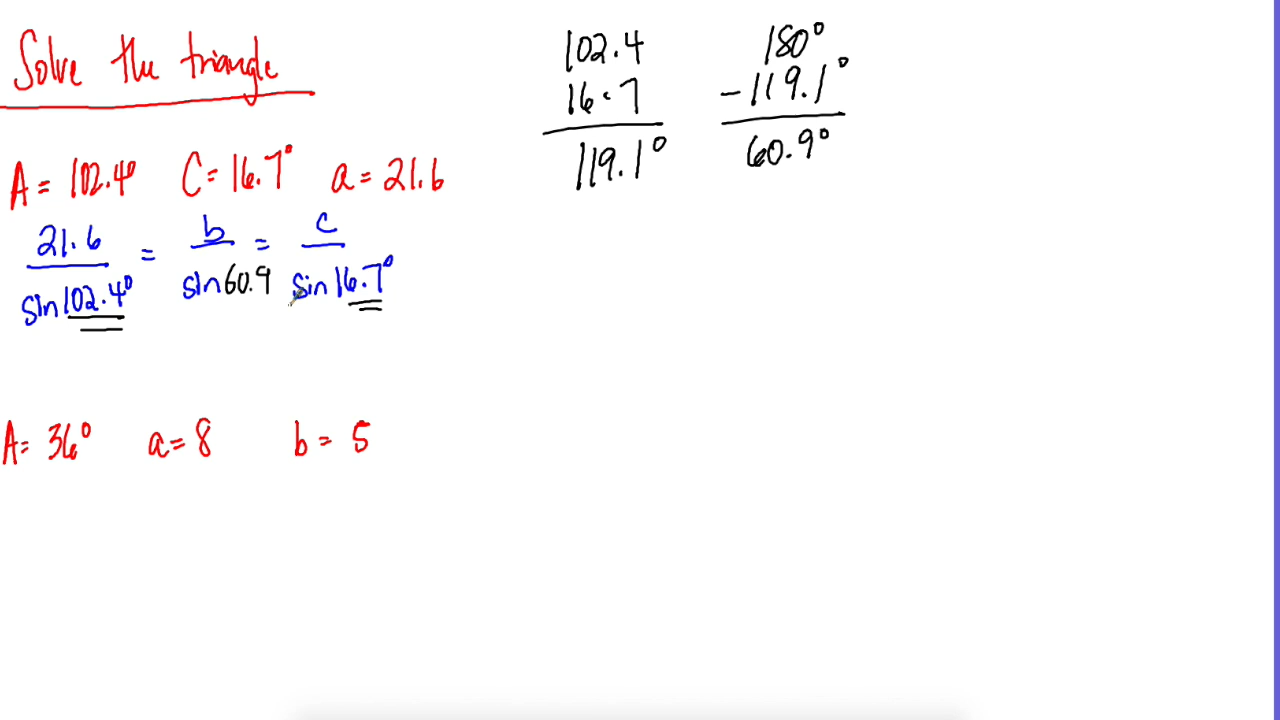 Solve the triangle
A = 102.4° C = 16.7° a = 21.6
21.6 = b = c
sin 102.4° sin 60.9 sin 16.7°
A = 36° a = 8 b = 5
102.4
16.7
119.1°
180°
-119.1°
60.9°